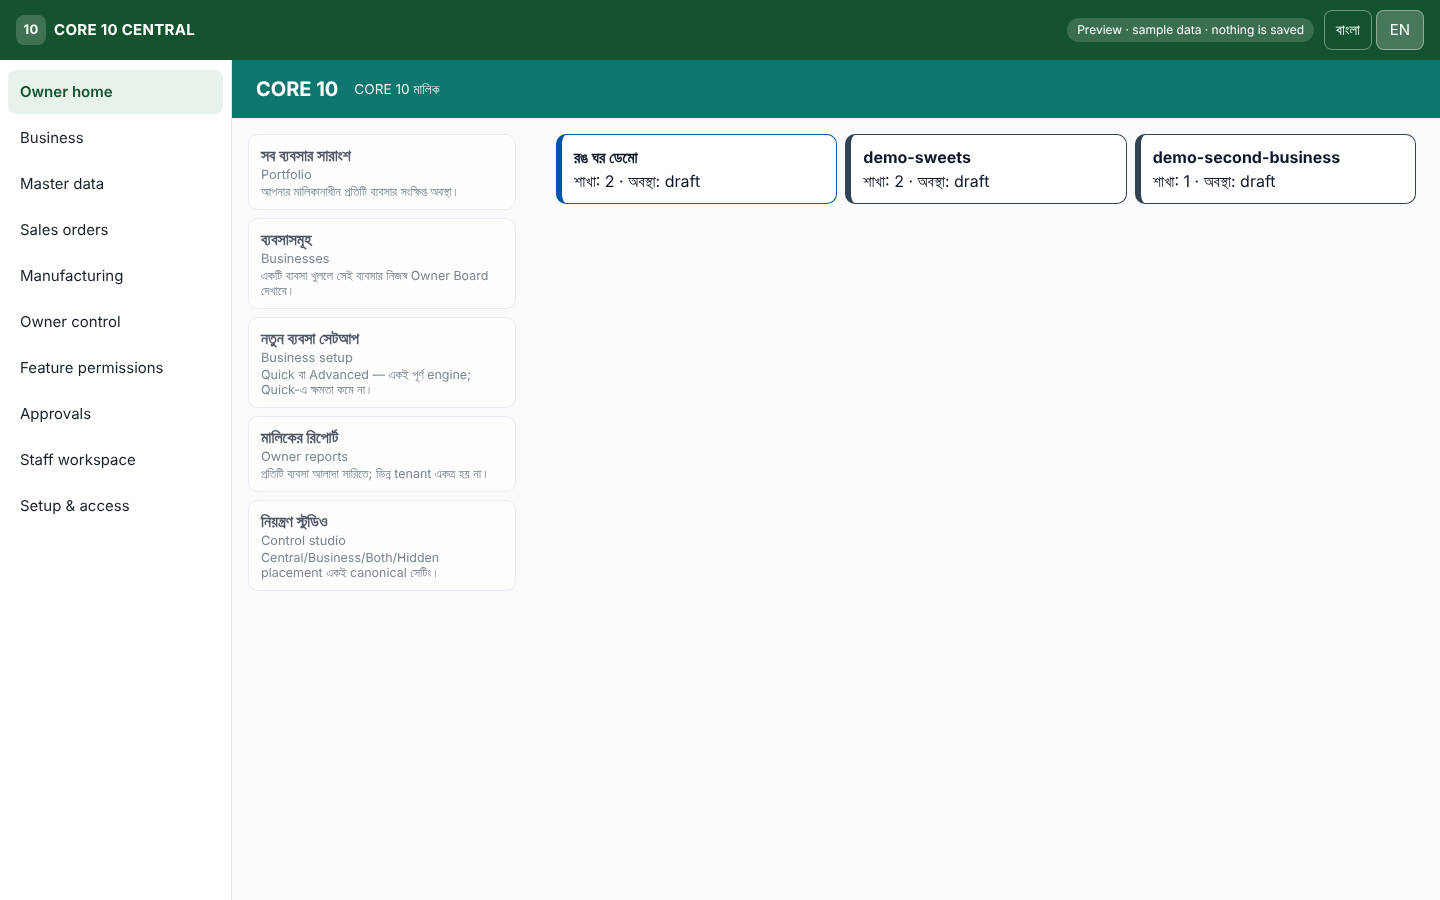 10 CORE 10 CENTRAL
Preview · sample data · nothing is saved
বাংলা
EN
Owner home
Business
Master data
Sales orders
Manufacturing
Owner control
Feature permissions
Approvals
Staff workspace
Setup & access
CORE 10 CORE 10 মালিক
সব ব্যবসার সারাংশ
Portfolio
আপনার মালিকানাধীন প্রতিটি ব্যবসার সংক্ষিপ্ত অবস্থা।
ব্যবসাসমূহ
Businesses
একটি ব্যবসা খুললে সেই ব্যবসার নিজস্ব Owner Board
দেখাবে।
নতুন ব্যবসা সেটআপ
Business setup
Quick বা Advanced — একই পূর্ণ engine;
Quick-এ ক্ষমতা কমে না।
মালিকের রিপোর্ট
Owner reports
প্রতিটি ব্যবসা আলাদা সারিতে; ভিন্ন tenant একত্র হয় না।
নিয়ন্ত্রণ স্টুডিও
Control studio
Central/Business/Both/Hidden
placement একই canonical সেটিং।
রঙ ঘর ডেমো
শাখা: 2 · অবস্থা: draft
demo-sweets
শাখা: 2 · অবস্থা: draft
demo-second-business
শাখা: 1 · অবস্থা: draft